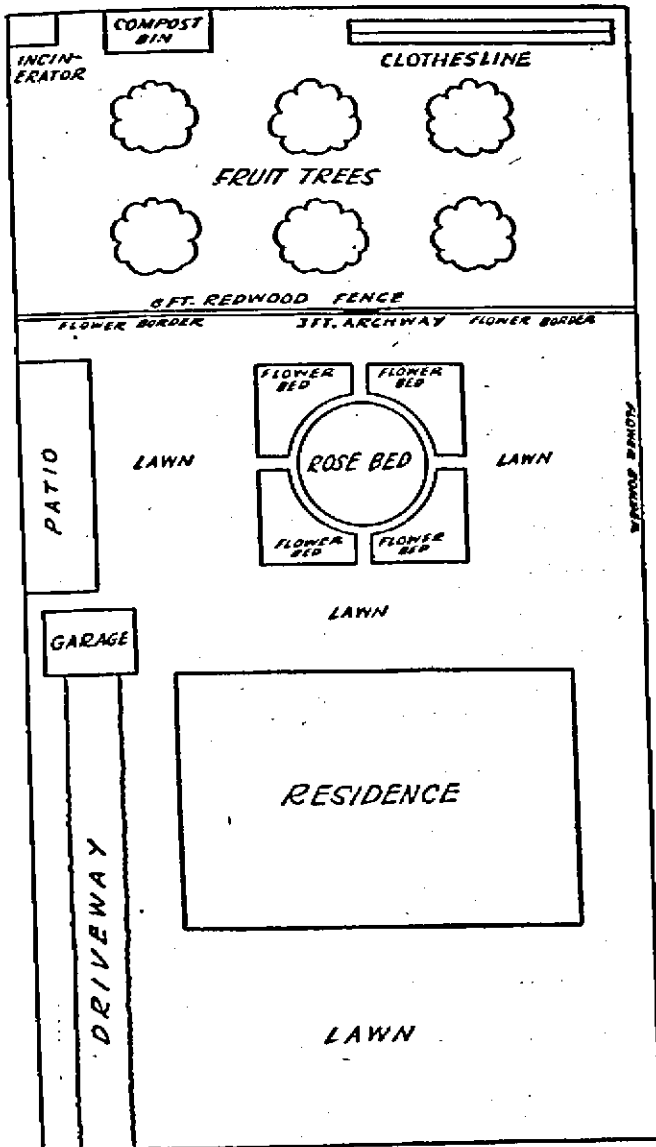 COMPOST
BIN
INCIN-
ERATOR
CLOTHESLINE
FRUIT TREES
6 FT. REDWOOD FENCE
FLOWER BORDER
3 FT. ARCHWAY
FLOWER BORDER
FLOWER
BED
FLOWER
BED
PATIO
LAWN
ROSE BED
LAWN
FLOWER BORDER
FLOWER
BED
FLOWER
BED
LAWN
GARAGE
RESIDENCE
DRIVEWAY
LAWN